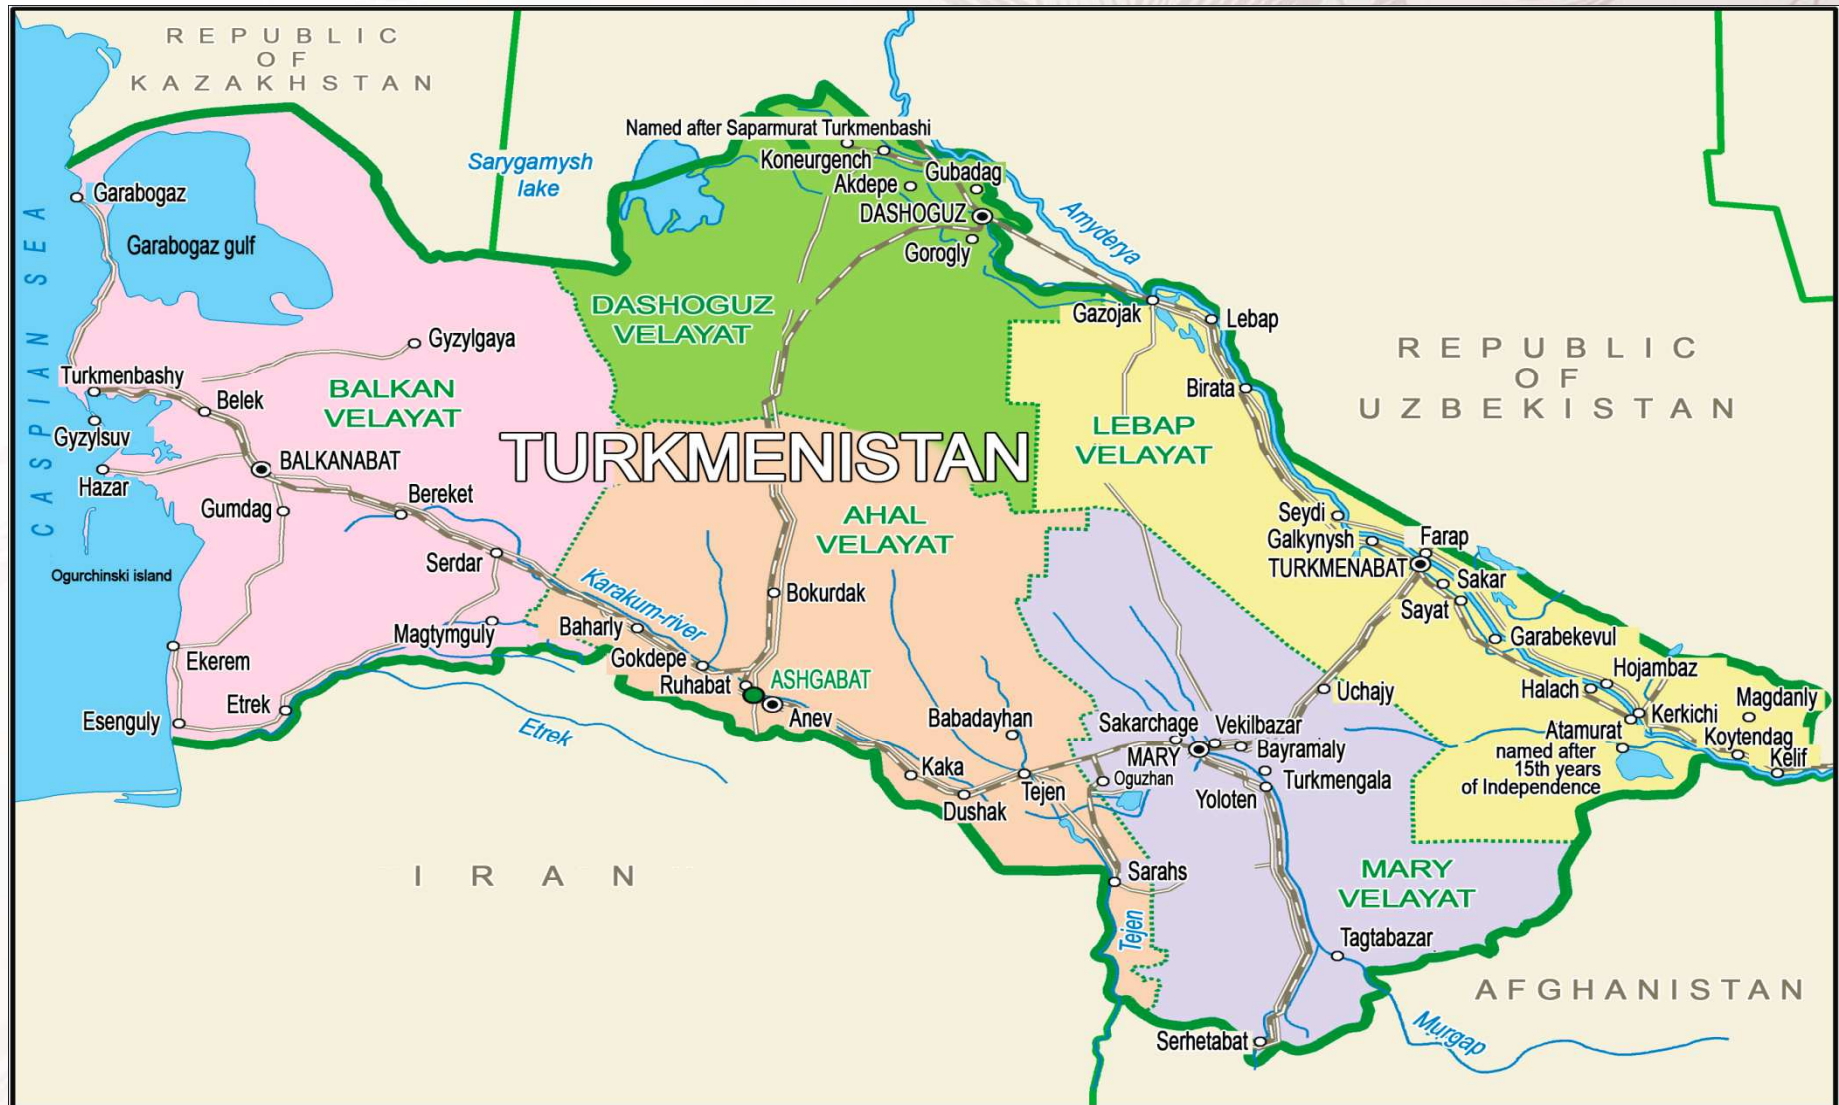 REPUBLIC
OF
KAZAKHSTAN
Named after Saparmurat Turkmenbashi
Koneurgench
Gubadag
Akdepe
DASHOGUZ
Gorogly
Sarygamysh
lake
Garabogaz
Garabogaz gulf
CASPIAN SEA
Amyderya
DASHOGUZ
VELAYAT
Gazojak
Lebap
Gyzylgaya
REPUBLIC
OF
UZBEKISTAN
Turkmenbashy
Belek
BALKAN
VELAYAT
Birata
Gyzylsuv
LEBAP
VELAYAT
TURKMENISTAN
BALKANABAT
Hazar
Gumdag
Bereket
AHAL
VELAYAT
Seydi
Galkynysh
Farap
TURKMENABAT
Serdar
Ogurchinski island
Sakar
Sayat
Karakum-river
Bokurdak
Baharly
Magtymguly
Garabekevul
Ekerem
Gokdepe
Ruhabat
ASHGABAT
Hojambaz
Halach
Uchajy
Magdanly
Etrek
Esenguly
Etrek
Anev
Babadayhan
Sakarchage
Vekilbazar
MARY
Bayramaly
Kerkichi
Atamurat
Koytendag
Kelif
named after
15th years
of Independence
Kaka
Dushak
Tejen
Oguzhan
Turkmengala
Yoloten
IRAN
Sarahs
MARY
VELAYAT
Tejen
Tagtabazar
AFGHANISTAN
Murgap
Serhetabat